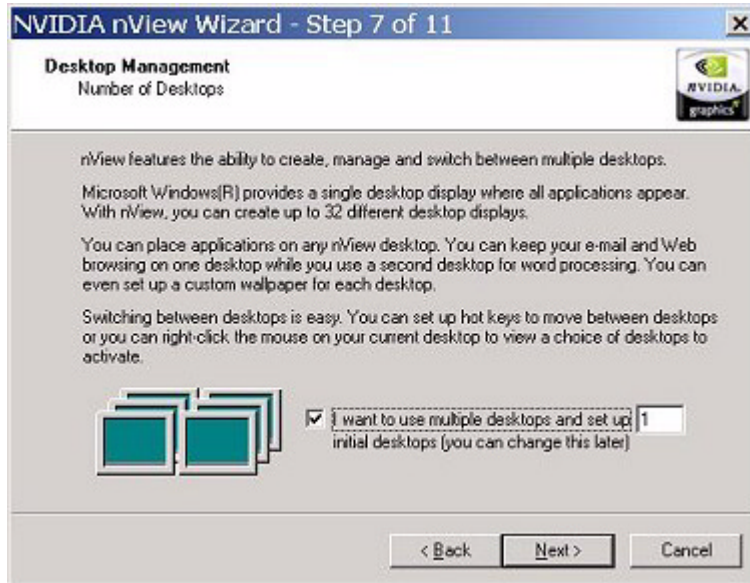 NVIDIA nView Wizard - Step 7 of 11
Desktop Management
Number of Desktops
NVIDIA.
graphics
nView features the ability to create, manage and switch between multiple desktops.
Microsoft Windows(R) provides a single desktop display where all applications appear.
With nView, you can create up to 32 different desktop displays.
You can place applications on any nView desktop. You can keep your e-mail and Web
browsing on one desktop while you use a second desktop for word processing. You can
even set up a custom wallpaper for each desktop.
Switching between desktops is easy. You can set up hot keys to move between desktops
or you can right-click the mouse on your current desktop to view a choice of desktops to
activate.
I want to use multiple desktops and set up 1
initial desktops (you can change this later)
< Back Next > Cancel